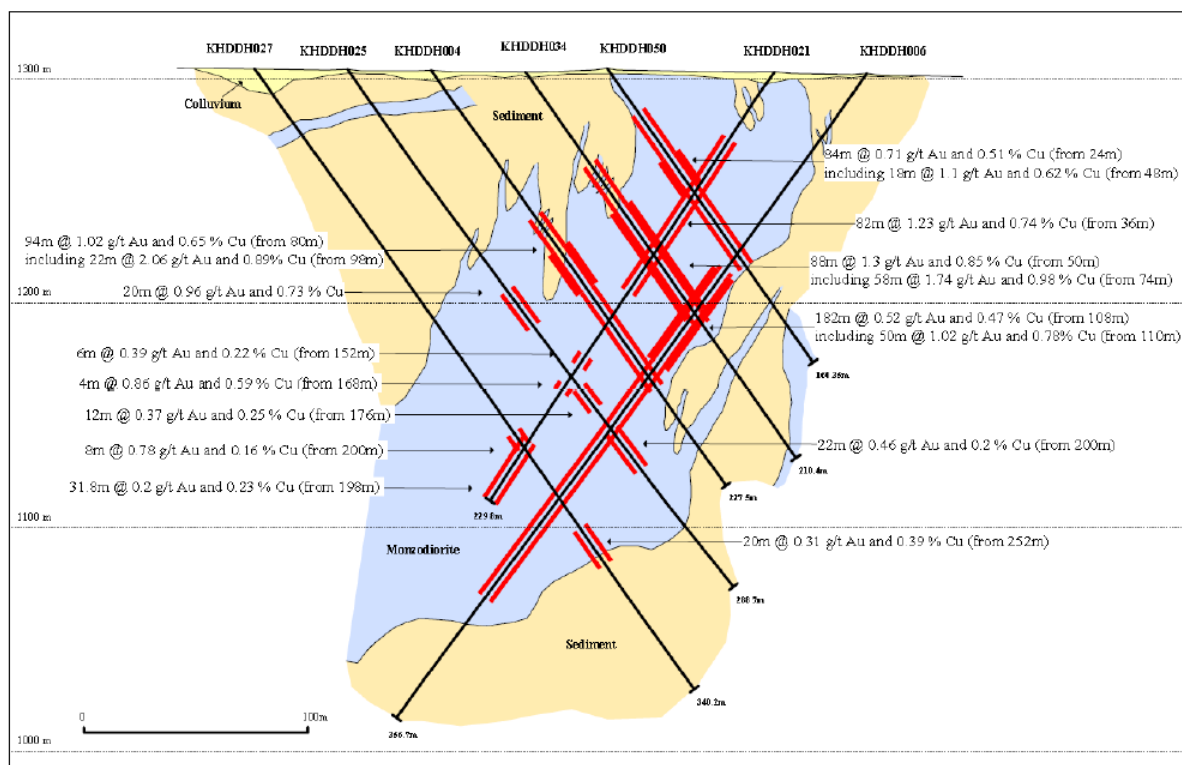 KHDDH027
KHDDH025
KHDDH004
KHDDH034
KHDDH050
KHDDH021
KHDDH006
1300 m
Colluvium
Sediment
84m @ 0.71 g/t Au and 0.51 % Cu (from 24m)
including 18m @ 1.1 g/t Au and 0.62 % Cu (from 48m)
82m @ 1.23 g/t Au and 0.74 % Cu (from 36m)
94m @ 1.02 g/t Au and 0.65 % Cu (from 80m)
including 22m @ 2.06 g/t Au and 0.89% Cu (from 98m)
88m @ 1.3 g/t Au and 0.85 % Cu (from 50m)
including 58m @ 1.74 g/t Au and 0.98 % Cu (from 74m)
20m @ 0.96 g/t Au and 0.73 % Cu
1200 m
182m @ 0.52 g/t Au and 0.47 % Cu (from 108m)
including 50m @ 1.02 g/t Au and 0.78% Cu (from 110m)
6m @ 0.39 g/t Au and 0.22 % Cu (from 152m)
4m @ 0.86 g/t Au and 0.59 % Cu (from 168m)
12m @ 0.37 g/t Au and 0.25 % Cu (from 176m)
8m @ 0.78 g/t Au and 0.16 % Cu (from 200m)
22m @ 0.46 g/t Au and 0.2 % Cu (from 200m)
210.4m
31.8m @ 0.2 g/t Au and 0.23 % Cu (from 198m)
227.5m
229.8m
1100 m
20m @ 0.31 g/t Au and 0.39 % Cu (from 252m)
Monzodiorite
Sediment
340.2m
0
100m
366.7m
1000 m